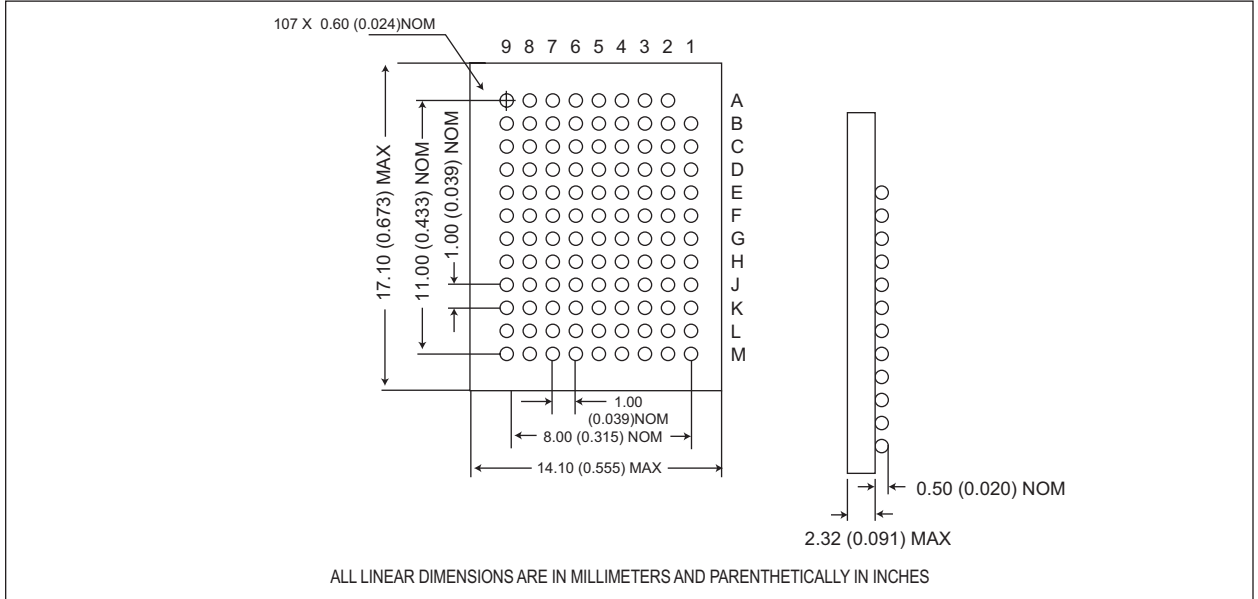 107 X 0.60 (0.024)NOM
9 8 7 6 5 4 3 2 1
A
B
C
D
E
F
G
H
J
K
L
M
17.10 (0.673) MAX
11.00 (0.433) NOM
1.00 (0.039) NOM
1.00
(0.039)NOM
8.00 (0.315) NOM
14.10 (0.555) MAX
0.50 (0.020) NOM
2.32 (0.091) MAX
ALL LINEAR DIMENSIONS ARE IN MILLIMETERS AND PARENTHETICALLY IN INCHES